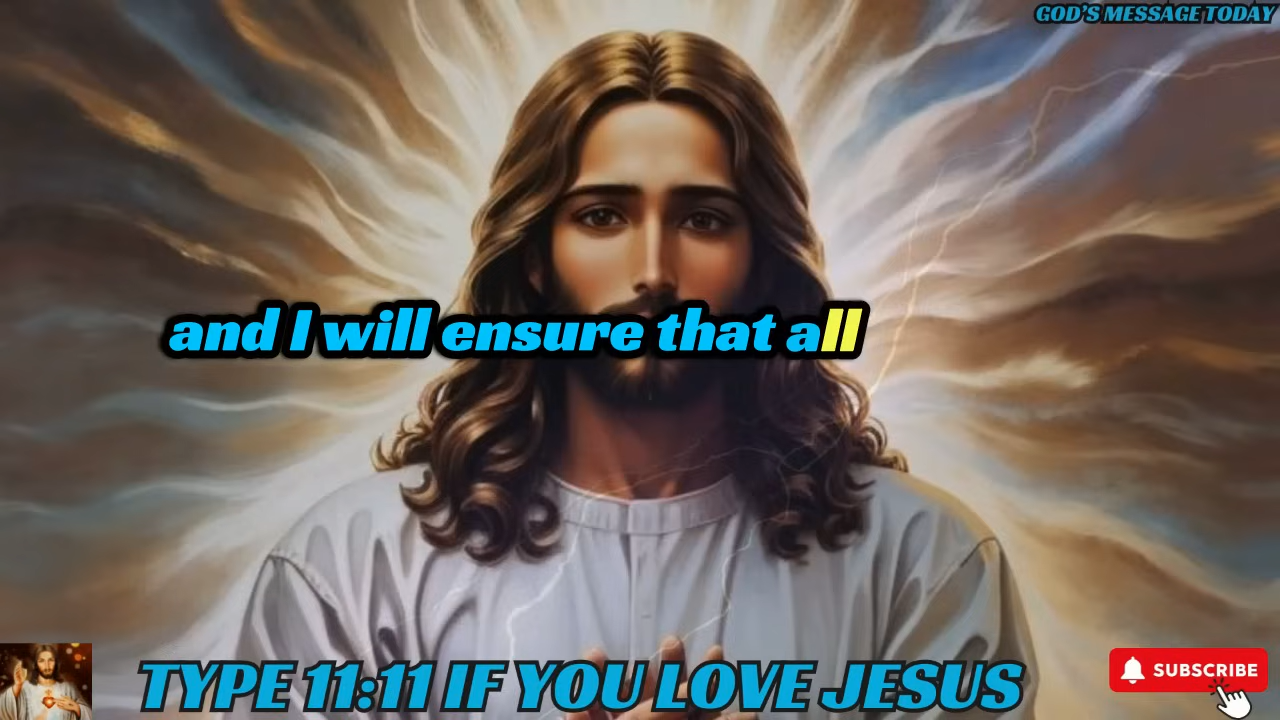 GOD'S MESSAGE TODAY
and I will ensure that all
TYPE 11:11 IF YOU LOVE JESUS
SUBSCRIBE